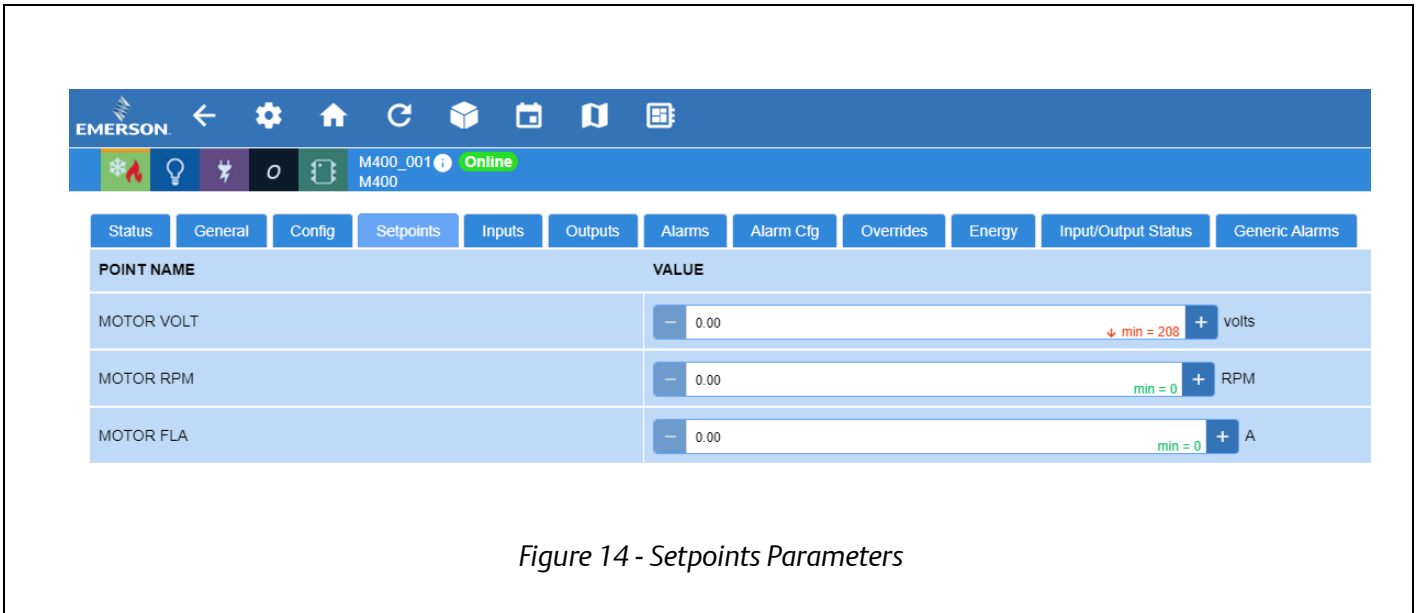 EMERSON.
M400_001 i Online
O
M400
Status General Config Setpoints Inputs Outputs Alarms Alarm Cfg Overrides Energy Input/Output Status Generic Alarms
POINT NAME VALUE
MOTOR VOLT − 0.00 ↓ min = 208 + volts
MOTOR RPM − 0.00 min = 0 + RPM
MOTOR FLA − 0.00 min = 0 + A
Figure 14 - Setpoints Parameters